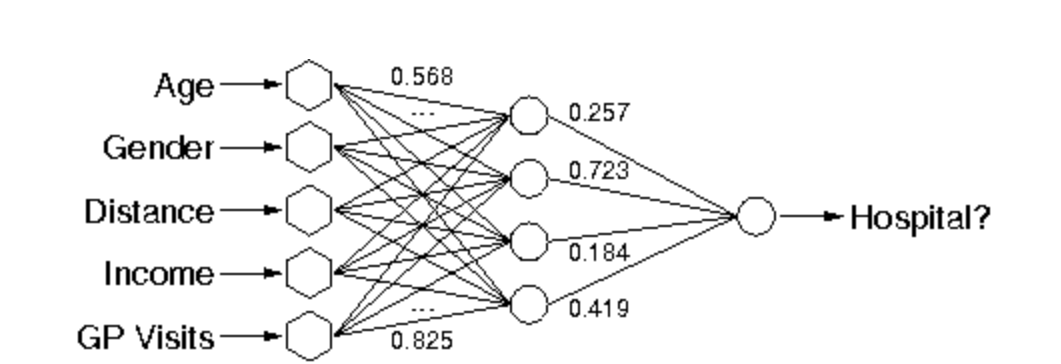 0.568
Age
...
0.257
Gender
0.723
Distance
Hospital?
0.184
Income
...
0.419
GP Visits
0.825